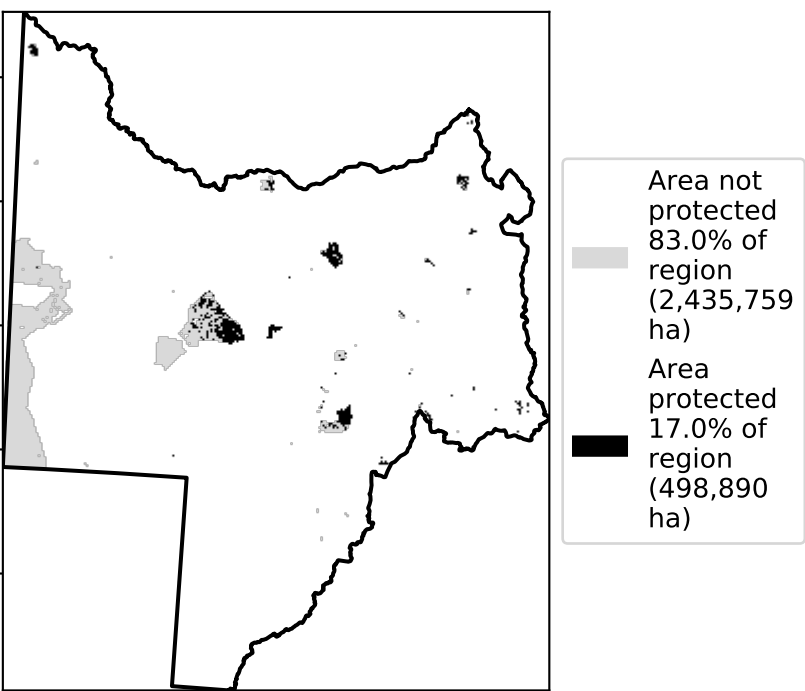 Area not
protected
83.0% of
region
(2,435,759
ha)
Area
protected
17.0% of
region
(498,890
ha)